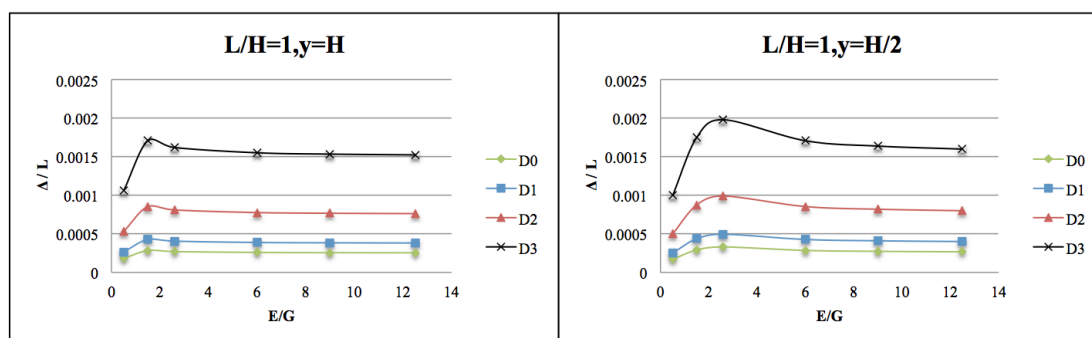 L/H=1,y=H
0.0025
0.002
0.0015
0.001
0.0005
0
Δ / L
0 2 4 6 8 10 12 14
E/G
D0
D1
D2
D3
L/H=1,y=H/2
0.0025
0.002
0.0015
0.001
0.0005
0
Δ / L
0 2 4 6 8 10 12 14
E/G
D0
D1
D2
D3